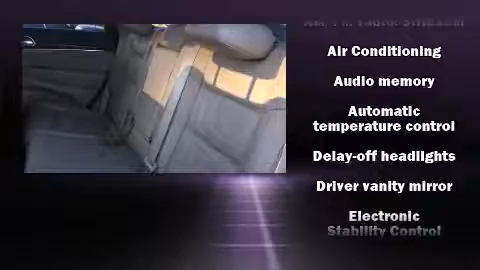 Air Conditioning
Audio memory
Automatic
temperature control
Delay-off headlights
Driver vanity mirror
Electronic
Stability Control